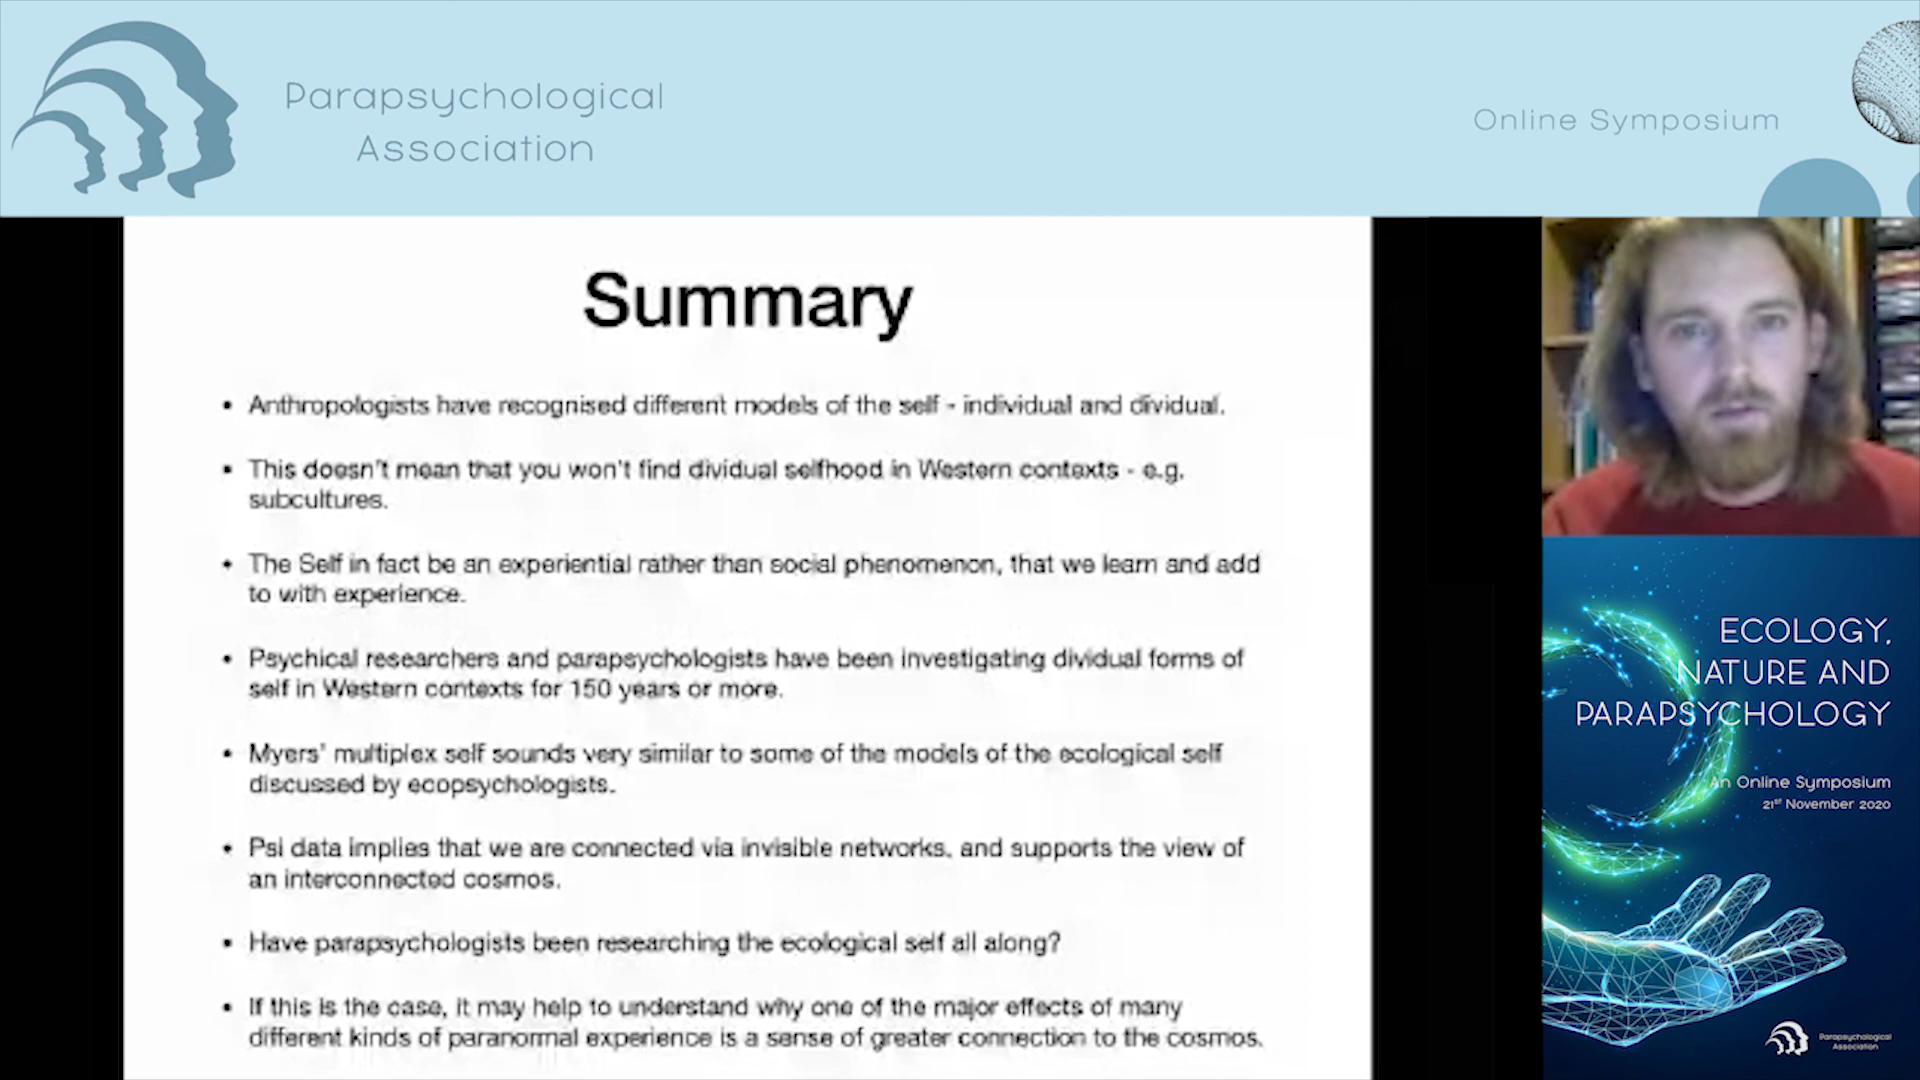 Parapsychological
Association
Online Symposium
Summary
• Anthropologists have recognised different models of the self - individual and dividual.
• This doesn't mean that you won't find dividual selfhood in Western contexts - e.g.
subcultures.
• The Self in fact be an experiential rather than social phenomenon, that we learn and add
to with experience.
• Psychical researchers and parapsychologists have been investigating dividual forms of
self in Western contexts for 150 years or more.
• Myers' multiplex self sounds very similar to some of the models of the ecological self
discussed by ecopsychologists.
• Psi data implies that we are connected via invisible networks, and supports the view of
an interconnected cosmos.
• Have parapsychologists been researching the ecological self all along?
• If this is the case, it may help to understand why one of the major effects of many
different kinds of paranormal experience is a sense of greater connection to the cosmos.
ECOLOGY,
NATURE AND
PARAPSYCHOLOGY
An Online Symposium
21st November 2020
Parapsychological
Association